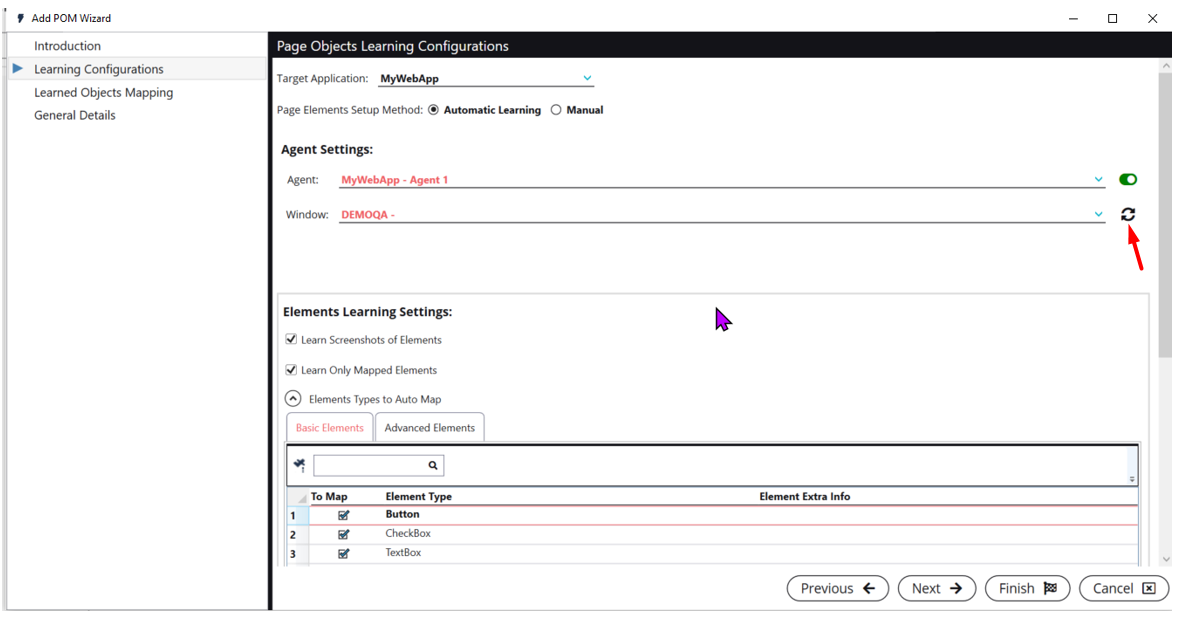 Add POM Wizard
Introduction
Learning Configurations
Learned Objects Mapping
General Details
Page Objects Learning Configurations
Target Application: MyWebApp
Page Elements Setup Method: Automatic Learning Manual
Agent Settings:
Agent: MyWebApp - Agent 1
Window: DEMOQA -
Elements Learning Settings:
Learn Screenshots of Elements
Learn Only Mapped Elements
Elements Types to Auto Map
Basic Elements Advanced Elements
To Map Element Type Element Extra Info
1 Button
2 CheckBox
3 TextBox
Previous Next Finish Cancel